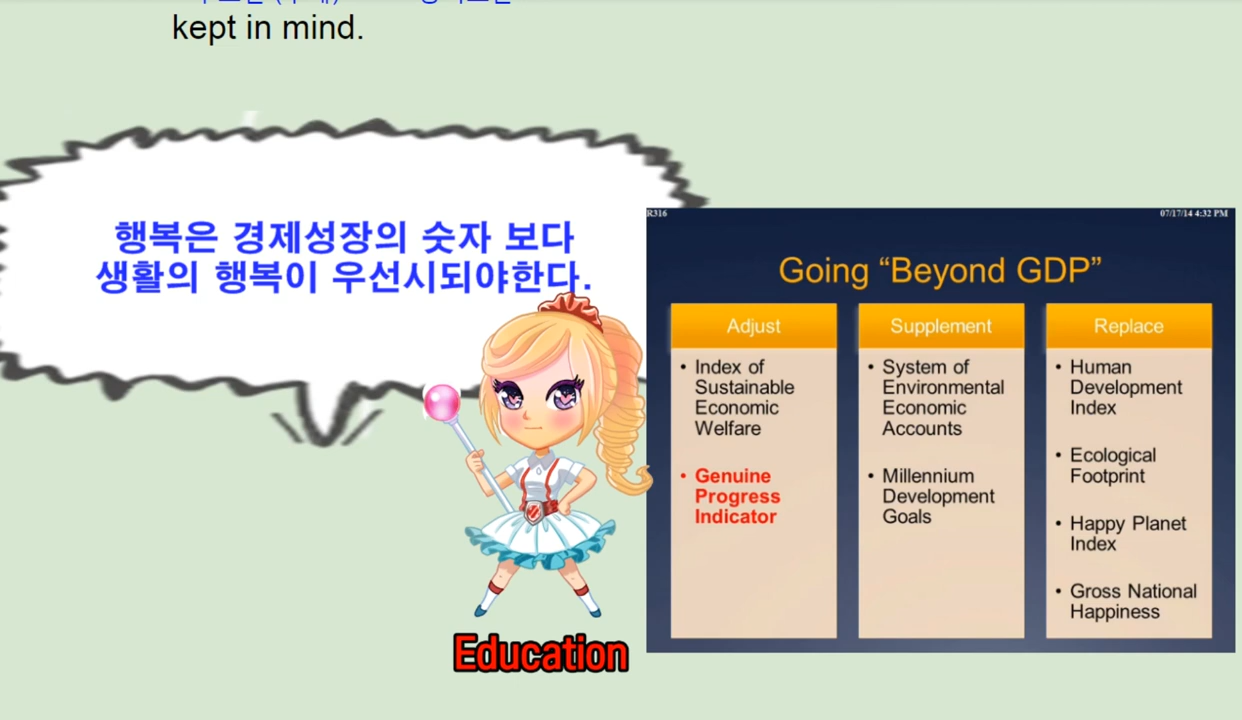 kept in mind.
행복은 경제성장의 숫자 보다
생활의 행복이 우선시되야한다.
R316
07/17/14 4:32 PM
Going “Beyond GDP”
Adjust
• Index of
Sustainable
Economic
Welfare
• Genuine
Progress
Indicator
Supplement
• System of
Environmental
Economic
Accounts
• Millennium
Development
Goals
Replace
• Human
Development
Index
• Ecological
Footprint
• Happy Planet
Index
• Gross National
Happiness
Education